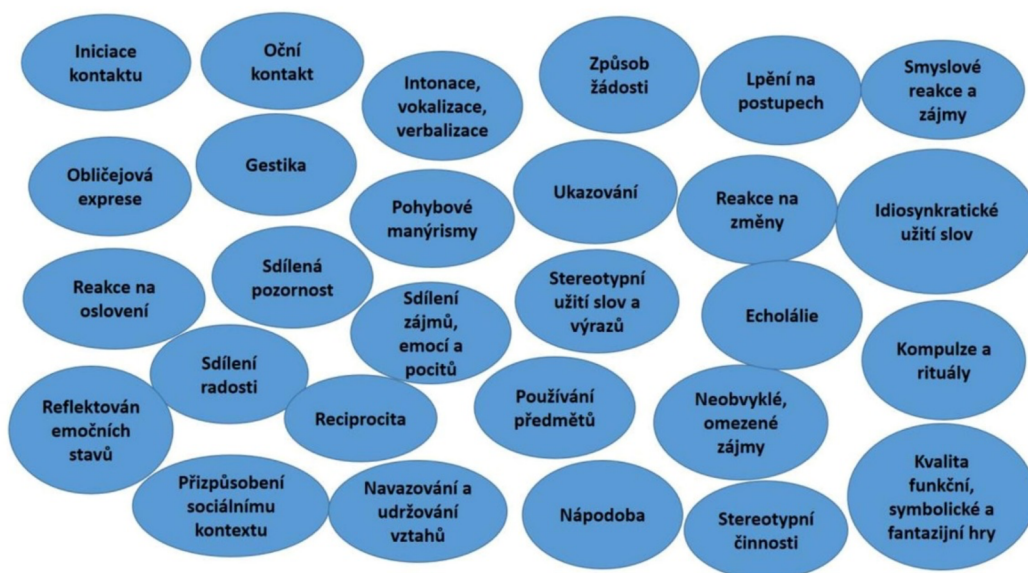 Iniciace
kontaktu
Oční
kontakt
Intonace,
vokalizace,
verbalizace
Způsob
žádosti
Lpění na
postupech
Smyslové
reakce a
zájmy
Obličejová
exprese
Gestika
Pohybové
manýrismy
Ukazování
Reakce na
změny
Idiosynkratické
užití slov
Reakce na
oslovení
Sdílená
pozornost
Sdílení
zájmů,
emocí a
pocitů
Stereotypní
užití slov a
výrazů
Echolálie
Kompulze a
rituály
Reflektován
emočních
stavů
Sdílení
radosti
Reciprocita
Používání
předmětů
Neobvyklé,
omezené
zájmy
Kvalita
funkční,
symbolické a
fantazijní hry
Přizpůsobení
sociálnímu
kontextu
Navazování a
udržování
vztahů
Nápodoba
Stereotypní
činnosti